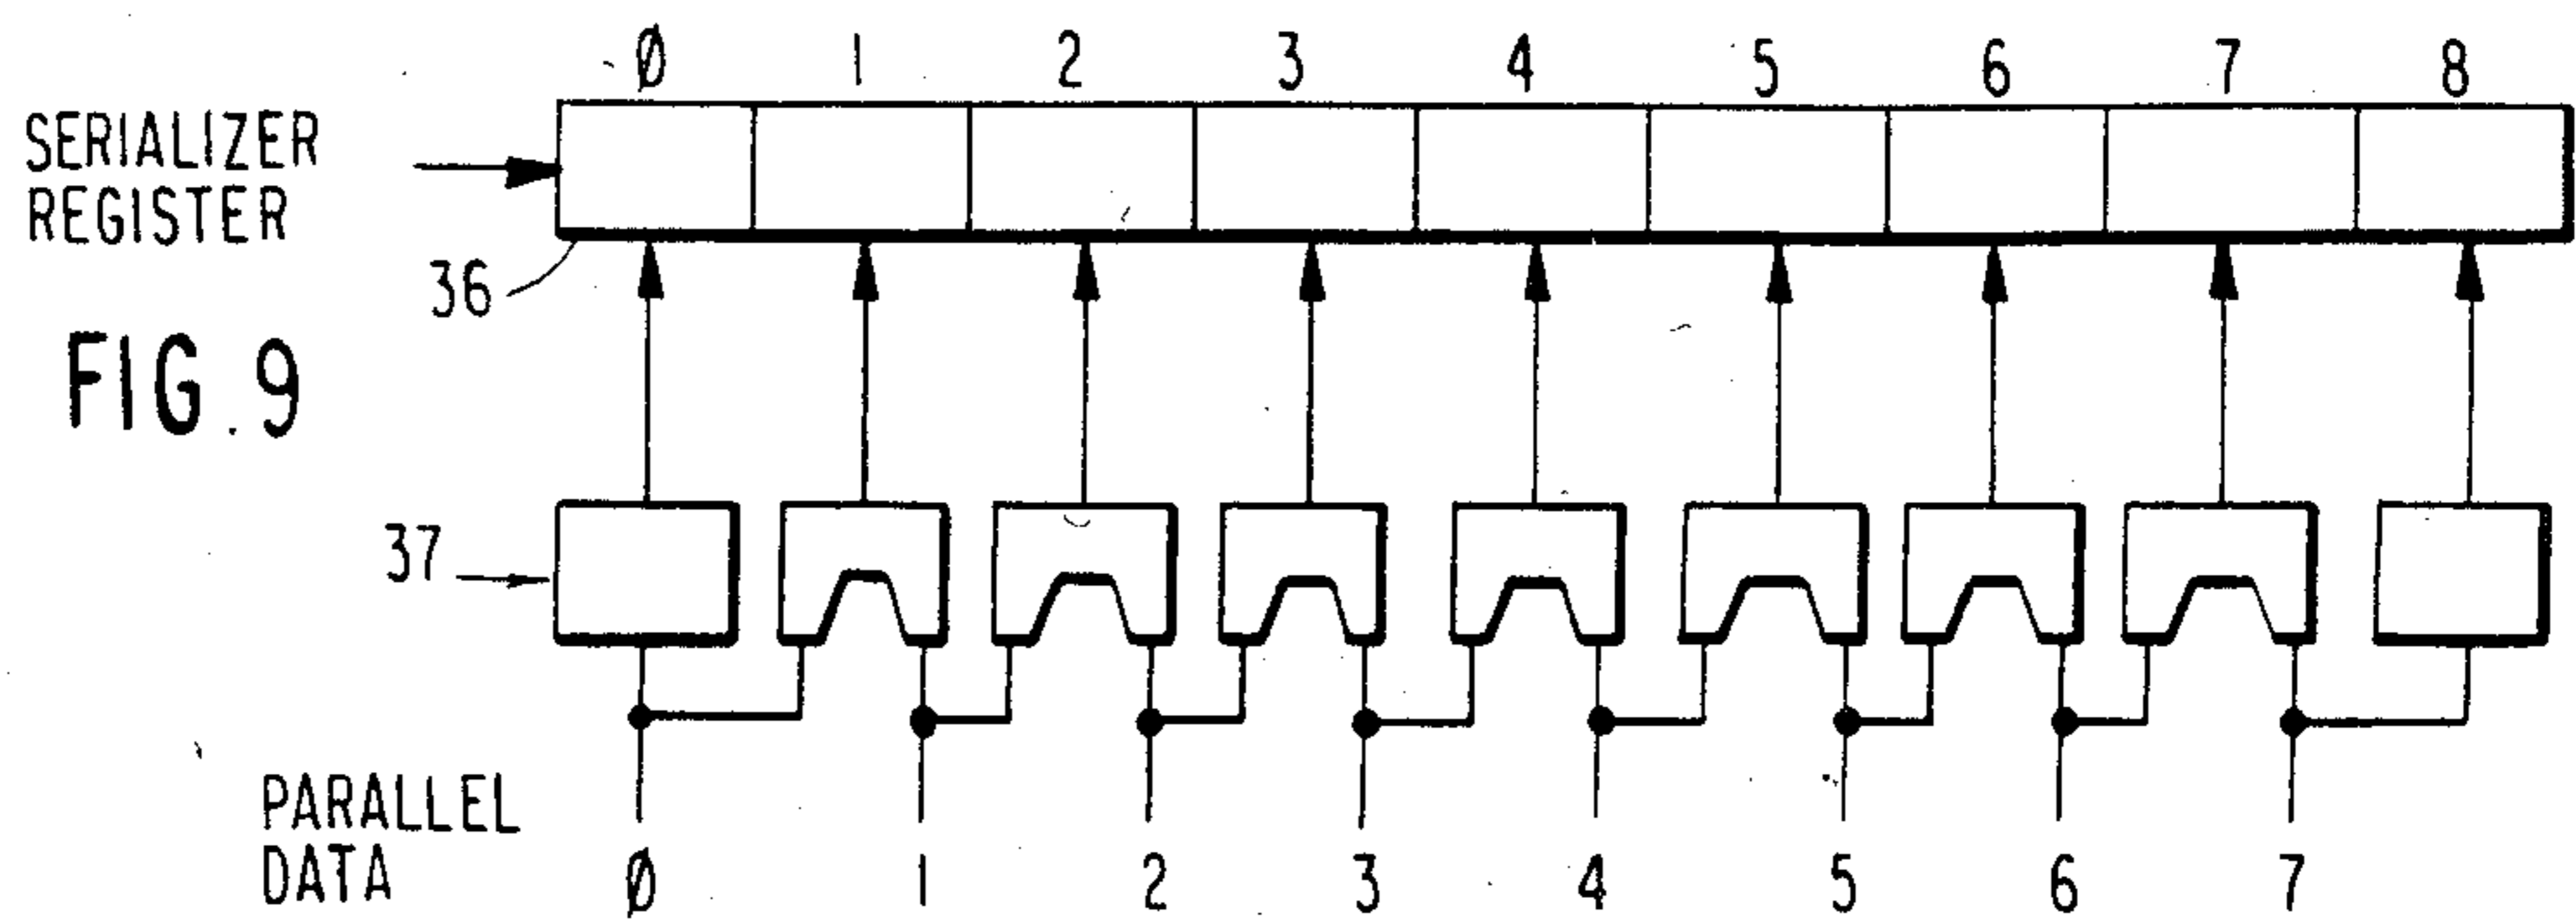 Ø 1 2 3 4 5 6 7 8
SERIALIZER
REGISTER
36
FIG. 9
37
PARALLEL
DATA
Ø 1 2 3 4 5 6 7